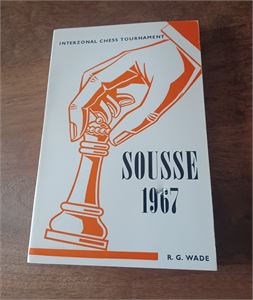 INTERZONAL CHESS TOURNAMENT
SOUSSE
1967
R. G. WADE